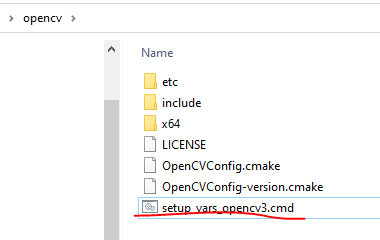 opencv
Name
etc
include
x64
LICENSE
OpenCVConfig.cmake
OpenCVConfig-version.cmake
setup_vars_opencv3.cmd